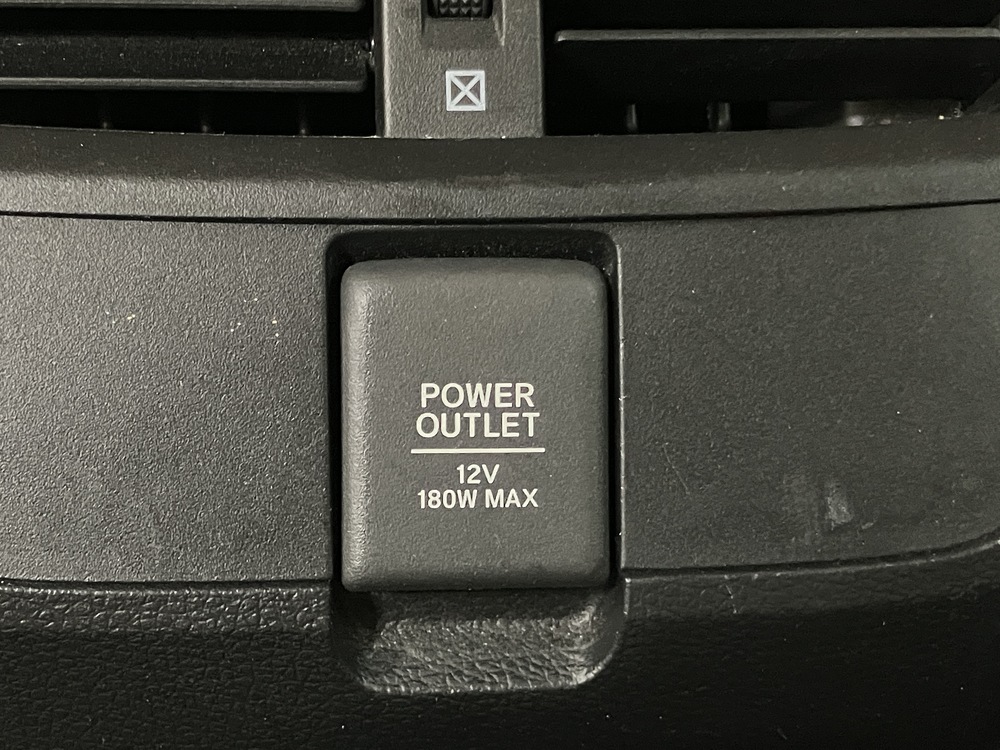 POWER
OUTLET
12V
180W MAX